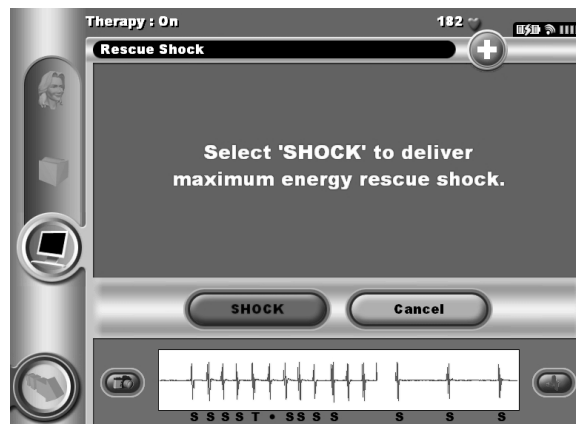 Therapy : On
182
Rescue Shock
Select 'SHOCK' to deliver
maximum energy rescue shock.
SHOCK
Cancel
S S S S T • S S S S S S S